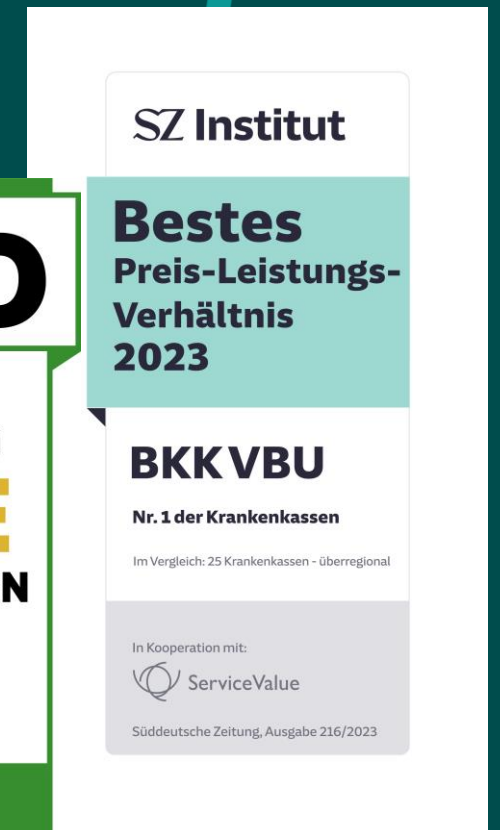 SZ Institut
Bestes
Preis-Leistungs-
Verhältnis
2023
BKK VBU
Nr. 1 der Krankenkassen
Im Vergleich: 25 Krankenkassen - überregional
In Kooperation mit:
ServiceValue
Süddeutsche Zeitung, Ausgabe 216/2023